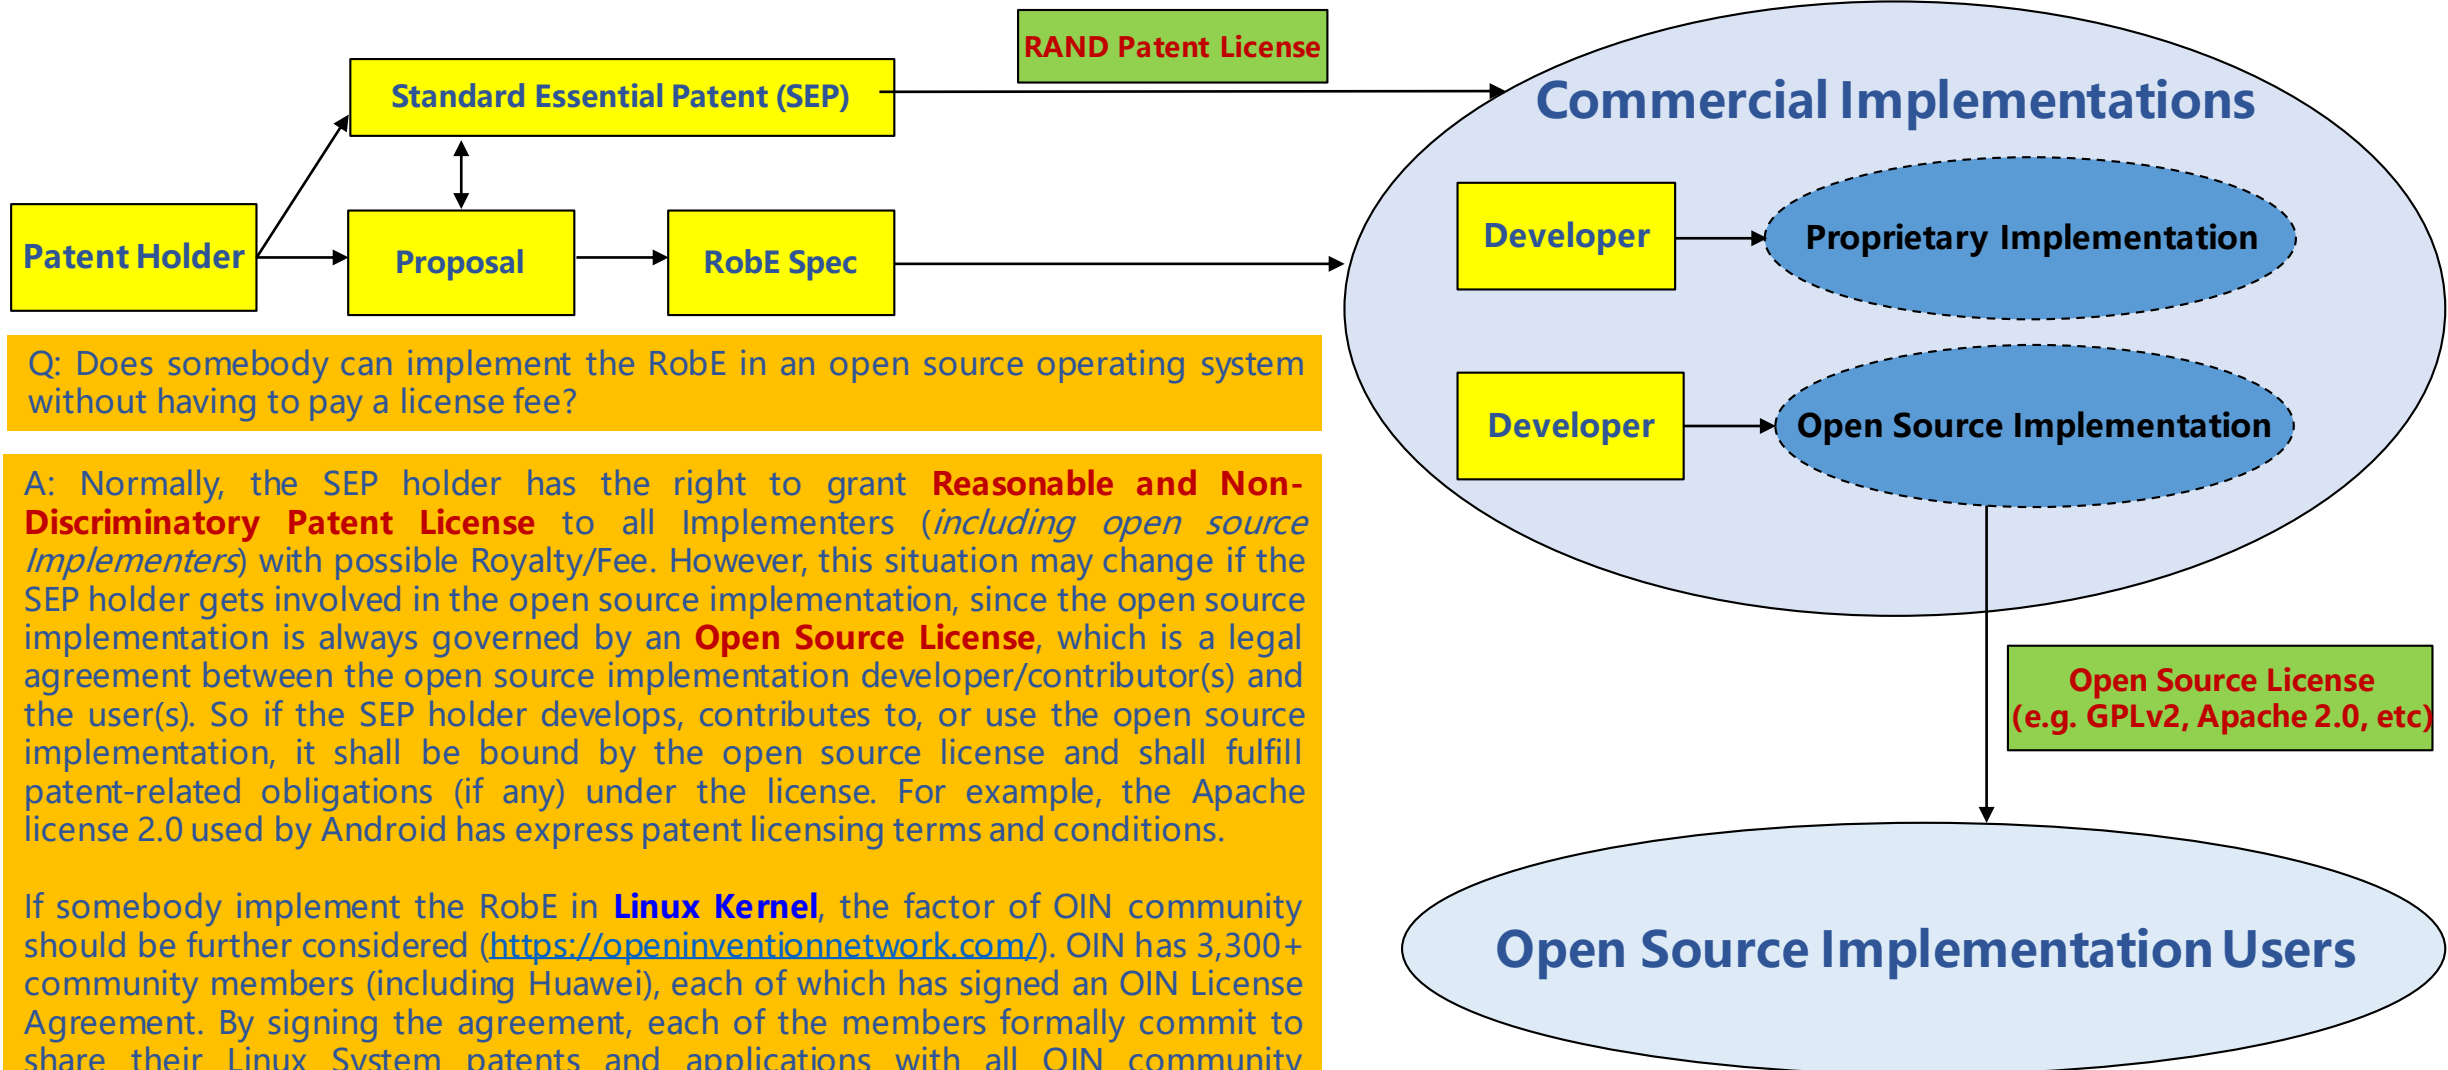 RAND Patent License
Standard Essential Patent (SEP)
Commercial Implementations
Patent Holder
Proposal
RobE Spec
Developer
Proprietary Implementation
Developer
Open Source Implementation
Q: Does somebody can implement the RobE in an open source operating system
without having to pay a license fee?
A: Normally, the SEP holder has the right to grant Reasonable and Non-
Discriminatory Patent License to all Implementers (including open source
Implementers) with possible Royalty/Fee. However, this situation may change if the
SEP holder gets involved in the open source implementation, since the open source
implementation is always governed by an Open Source License, which is a legal
agreement between the open source implementation developer/contributor(s) and
the user(s). So if the SEP holder develops, contributes to, or use the open source
implementation, it shall be bound by the open source license and shall fulfill
patent-related obligations (if any) under the license. For example, the Apache
license 2.0 used by Android has express patent licensing terms and conditions.
If somebody implement the RobE in Linux Kernel, the factor of OIN community
should be further considered (https://openinventionnetwork.com/). OIN has 3,300+
community members (including Huawei), each of which has signed an OIN License
Agreement. By signing the agreement, each of the members formally commit to
share their Linux System patents and applications with all OIN community
Open Source License
(e.g. GPLv2, Apache 2.0, etc)
Open Source Implementation Users